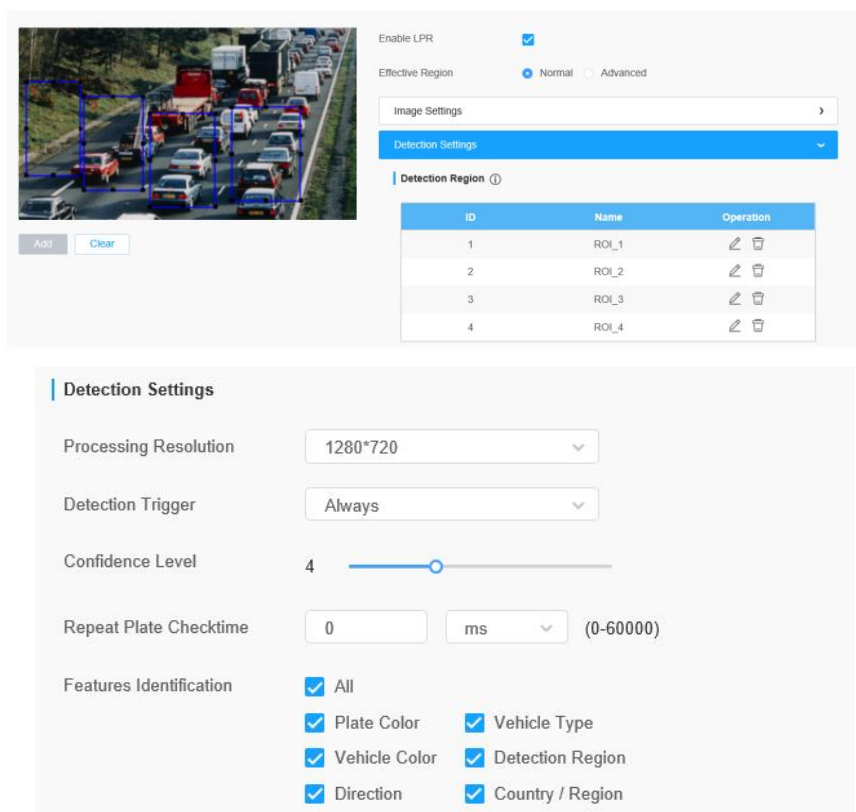 Enable LPR
Effective Region Normal Advanced
Image Settings
Detection Settings
Detection Region
Add Clear
ID Name Operation
1 ROI_1
2 ROI_2
3 ROI_3
4 ROI_4
Detection Settings
Processing Resolution 1280*720
Detection Trigger Always
Confidence Level 4
Repeat Plate Checktime 0 ms (0-60000)
Features Identification All
Plate Color Vehicle Type
Vehicle Color Detection Region
Direction Country / Region